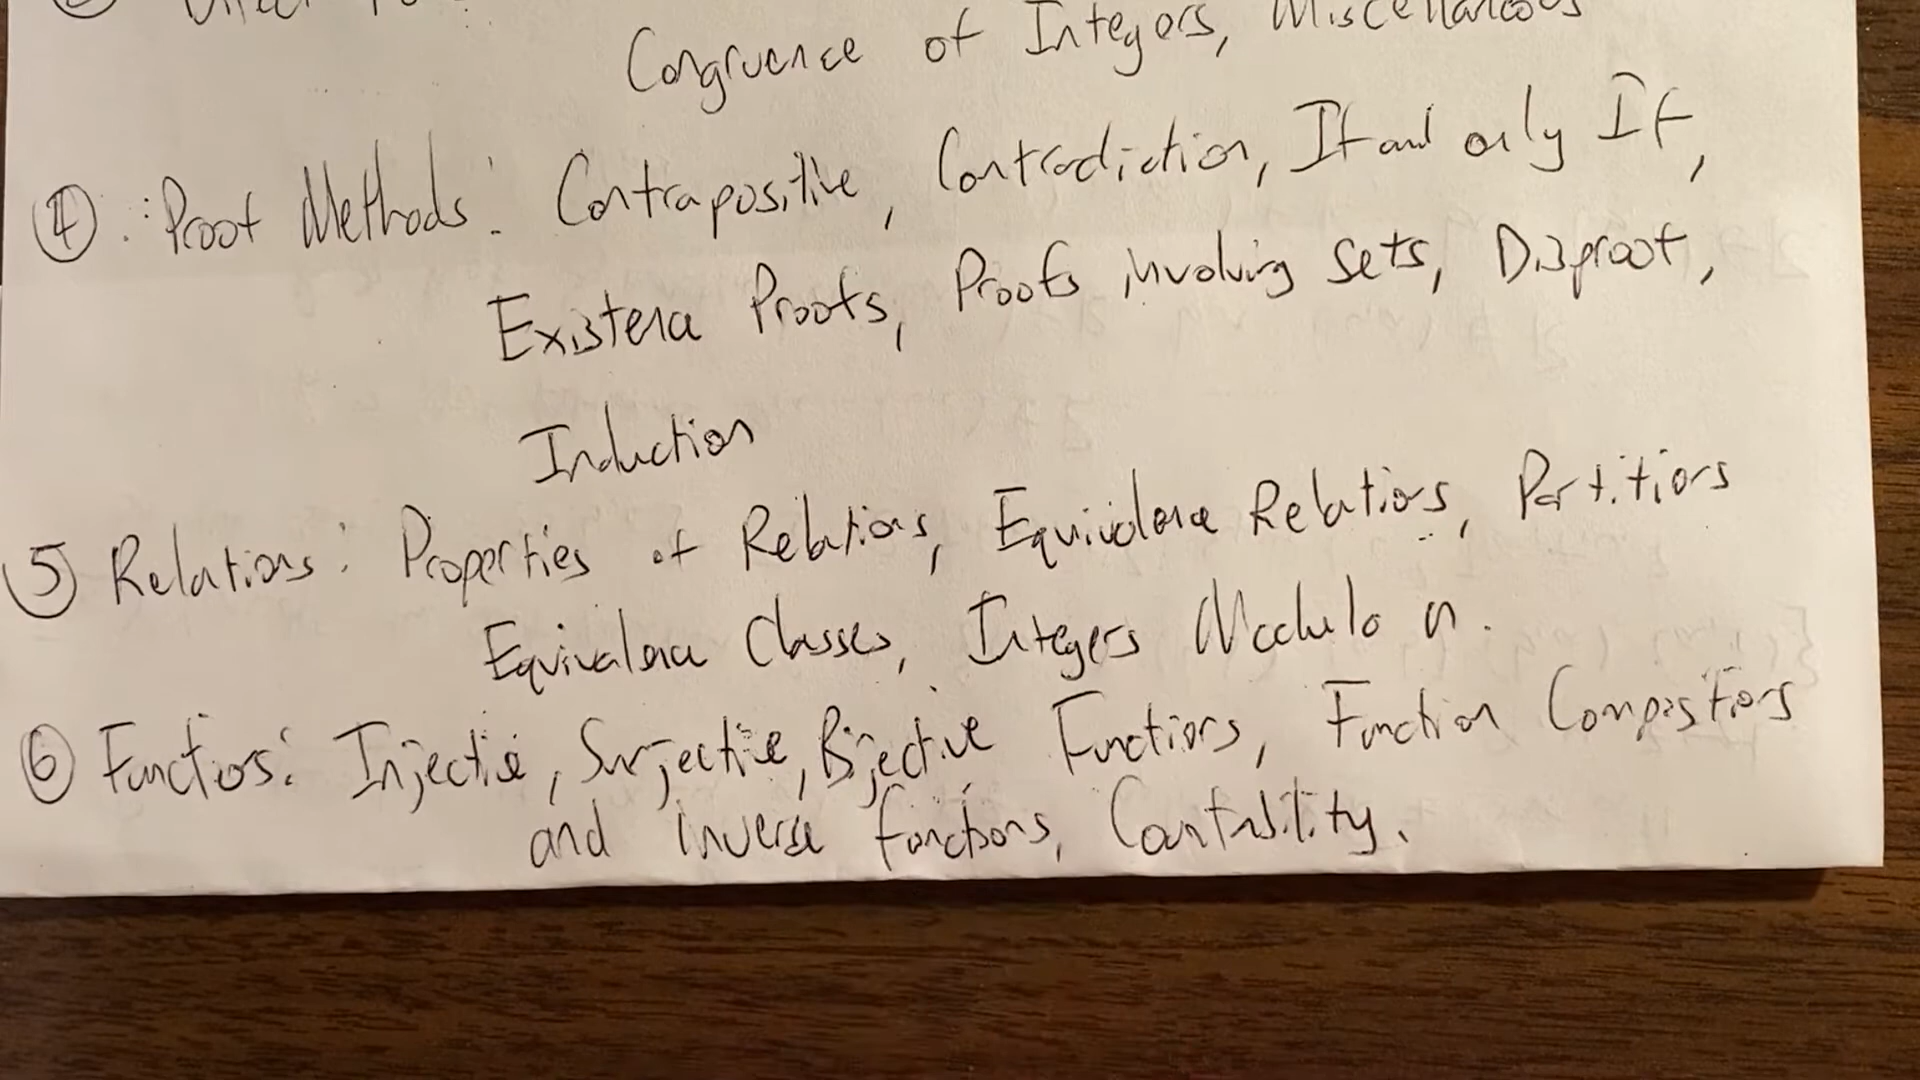 Congruence of Integers, Miscellaneous
④ Proof Methods: Contrapositive, Contradiction, If and only If,
Existence Proofs, Proofs involving Sets, Disproof,
Induction
⑤ Relations: Properties of Relations, Equivalence Relations, Partitions
Equivalence Classes, Integers Modulo n.
⑥ Functions: Injective, Surjective, Bijective Functions, Function Compositions
and inverse functions, Countability.